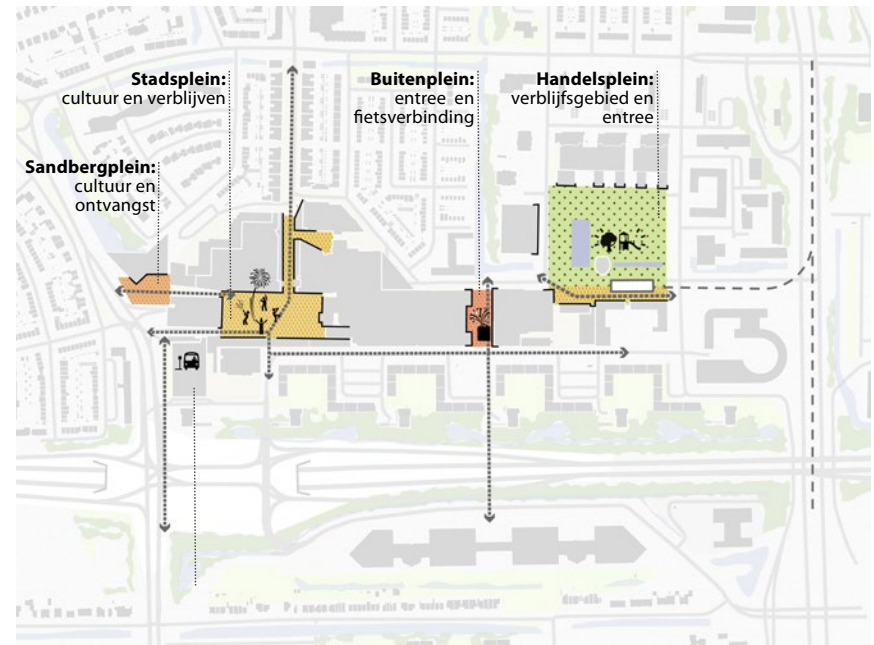 Stadsplein:
cultuur en verblijven
Buitenplein:
entree en
fietsverbinding
Handelsplein:
verblijfsgebied en
entree
Sandbergplein:
cultuur en
ontvangst